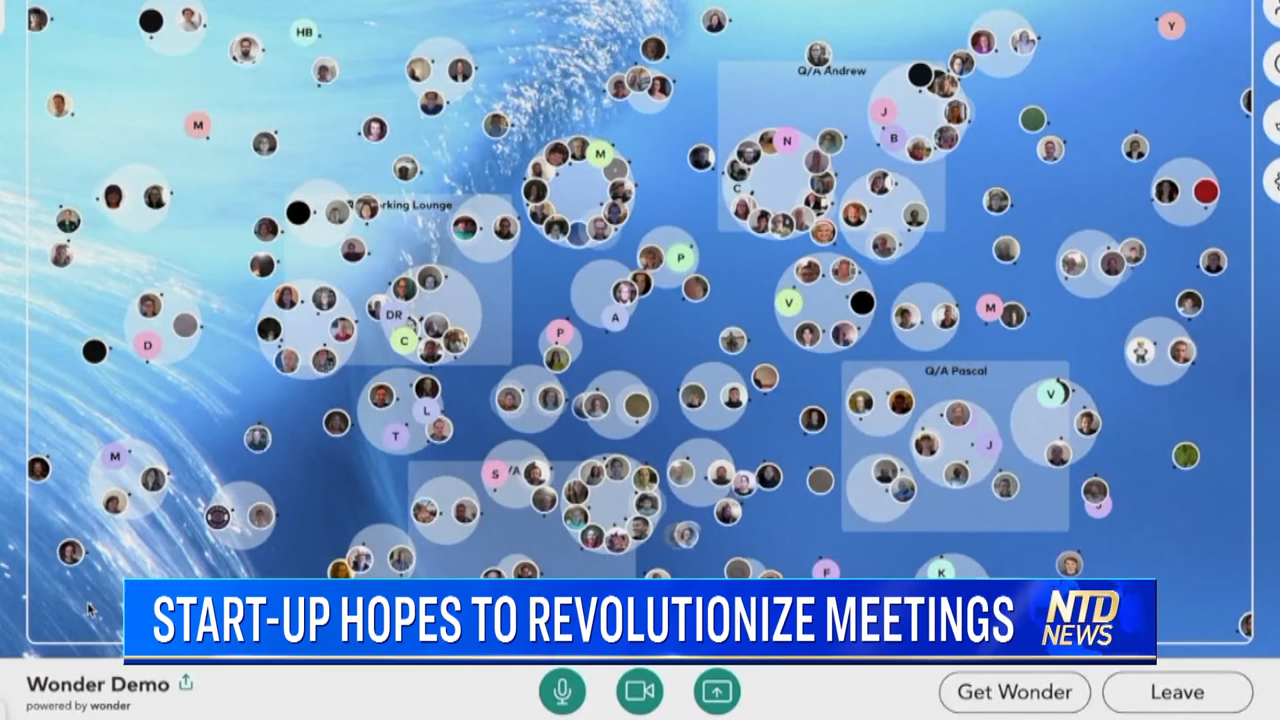 HB
Y
M
Q/A Andrew
J
B
M
N
C
rking Lounge
P
DR
V
A
M
D
C
P
Q/A Pascal
L
V
T
J
M
S
/A
F
K
START-UP HOPES TO REVOLUTIONIZE MEETINGS
NTD
NEWS
Wonder Demo
powered by wonder
Get Wonder
Leave